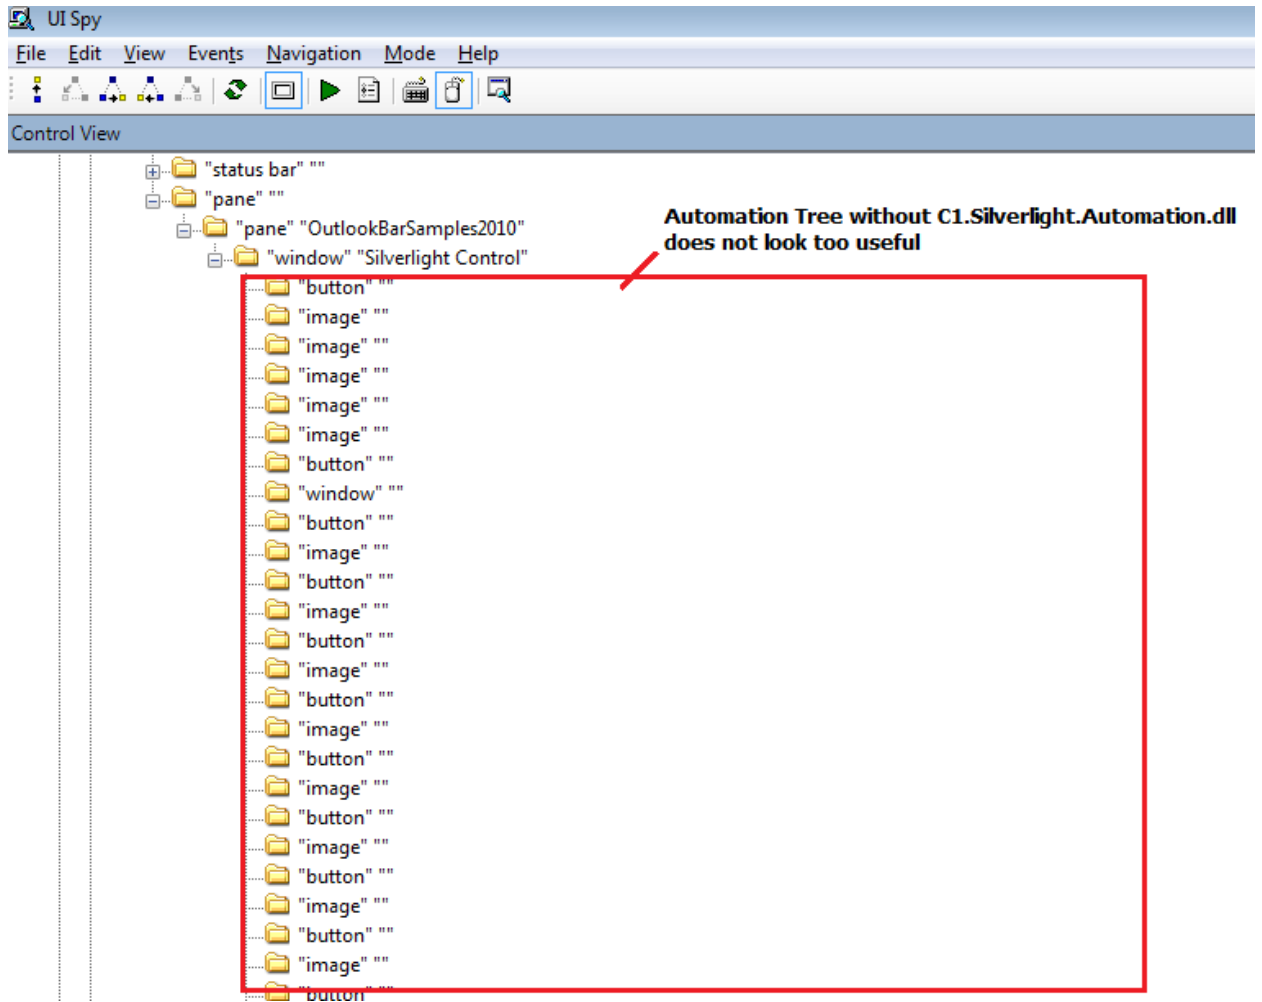 UI Spy
File Edit View Events Navigation Mode Help
Control View
"status bar" ""
"pane" ""
"pane" "OutlookBarSamples2010"
"window" "Silverlight Control"
Automation Tree without C1.Silverlight.Automation.dll
does not look too useful
"button" ""
"image" ""
"image" ""
"image" ""
"image" ""
"image" ""
"button" ""
"window" ""
"button" ""
"image" ""
"button" ""
"image" ""
"button" ""
"image" ""
"button" ""
"image" ""
"button" ""
"image" ""
"button" ""
"image" ""
"button" ""
"image" ""
"button" ""
"image" ""
"button" ""